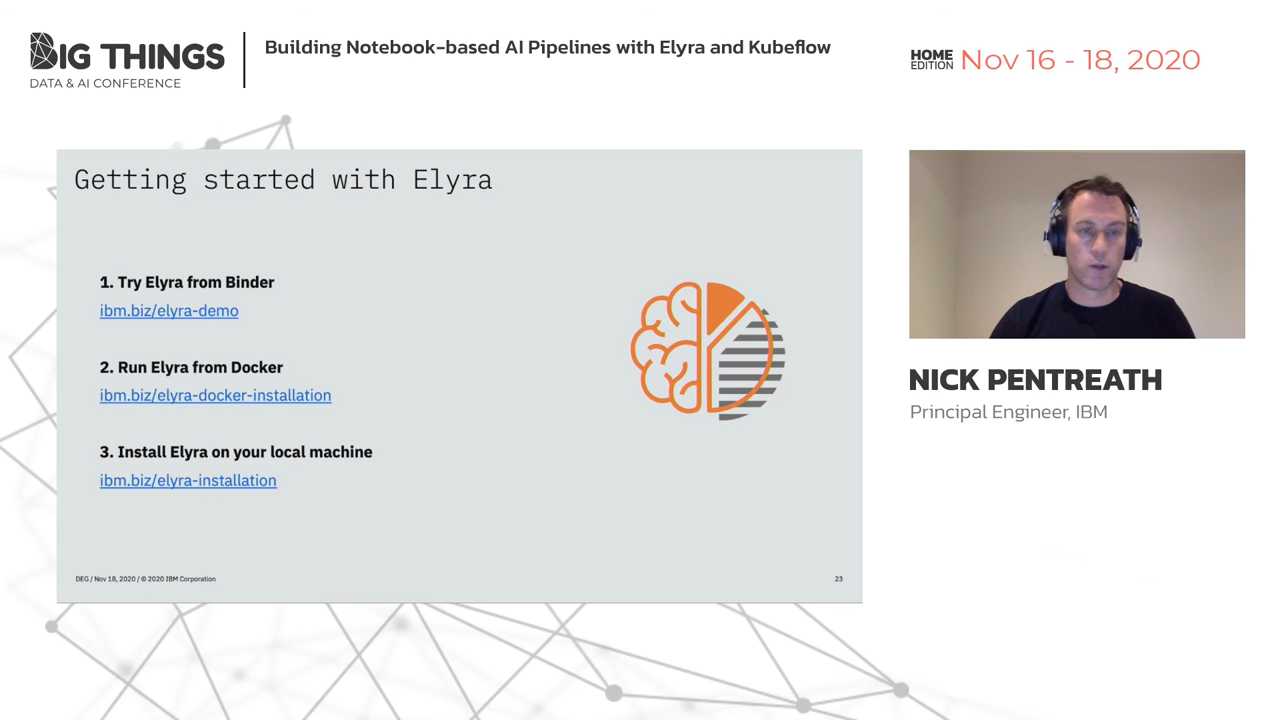 BIG THINGS
DATA & AI CONFERENCE
Building Notebook-based AI Pipelines with Elyra and Kubeflow
HOME
EDITION
Nov 16 - 18, 2020
Getting started with Elyra
1. Try Elyra from Binder
ibm.biz/elyra-demo
2. Run Elyra from Docker
ibm.biz/elyra-docker-installation
3. Install Elyra on your local machine
ibm.biz/elyra-installation
DEG / Nov 18, 2020 / © 2020 IBM Corporation
23
NICK PENTREATH
Principal Engineer, IBM